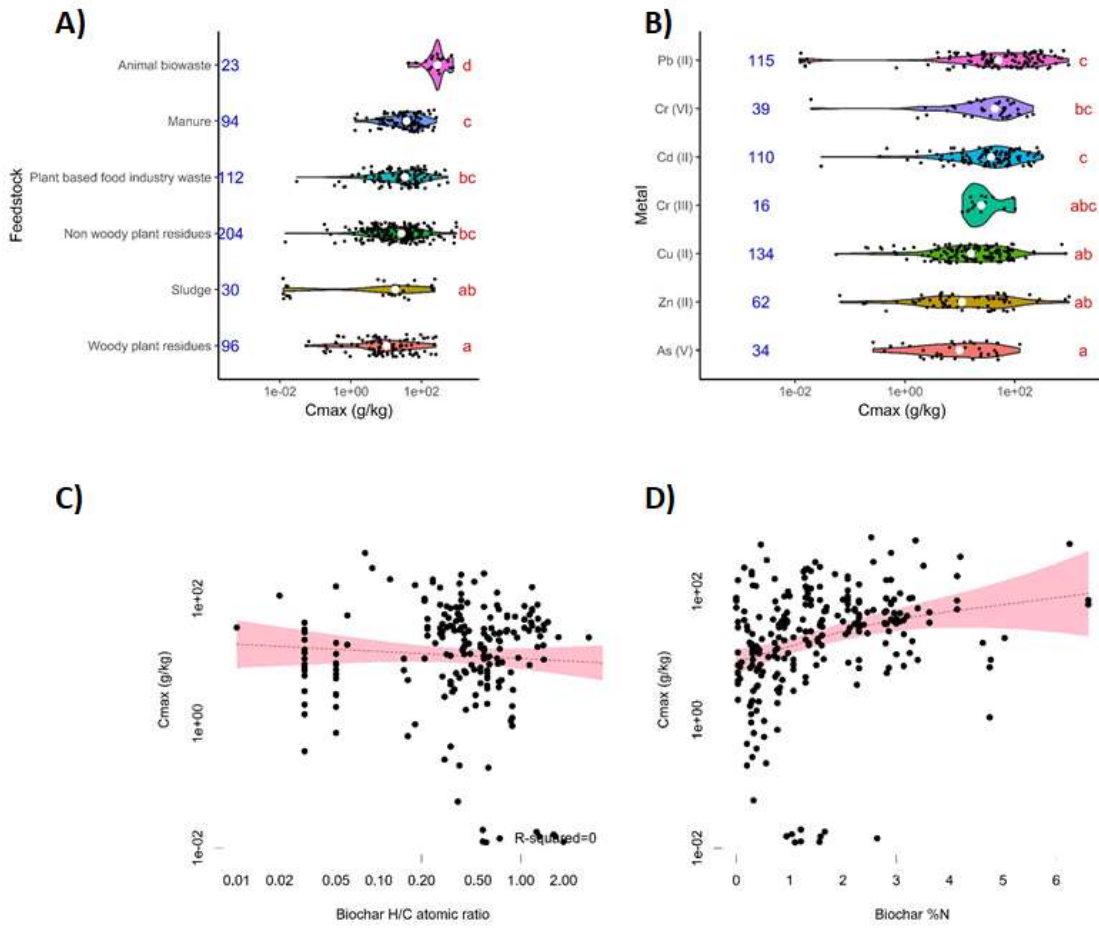 A)
Feedstock
Animal biowaste 23 d
Manure 94 c
Plant based food industry waste 112 bc
Non woody plant residues 204 bc
Sludge 30 ab
Woody plant residues 96 a
1e-02 1e+00 1e+02
Cmax (g/kg)
B)
Metal
Pb (II) 115 c
Cr (VI) 39 bc
Cd (II) 110 c
Cr (III) 16 abc
Cu (II) 134 ab
Zn (II) 62 ab
As (V) 34 a
1e-02 1e+00 1e+02
Cmax (g/kg)
C)
Cmax (g/kg)
1e+02
1e+00
1e-02
R-squared=0
0.01 0.02 0.05 0.10 0.20 0.50 1.00 2.00
Biochar H/C atomic ratio
D)
Cmax (g/kg)
1e+02
1e+00
1e-02
0 1 2 3 4 5 6
Biochar %N